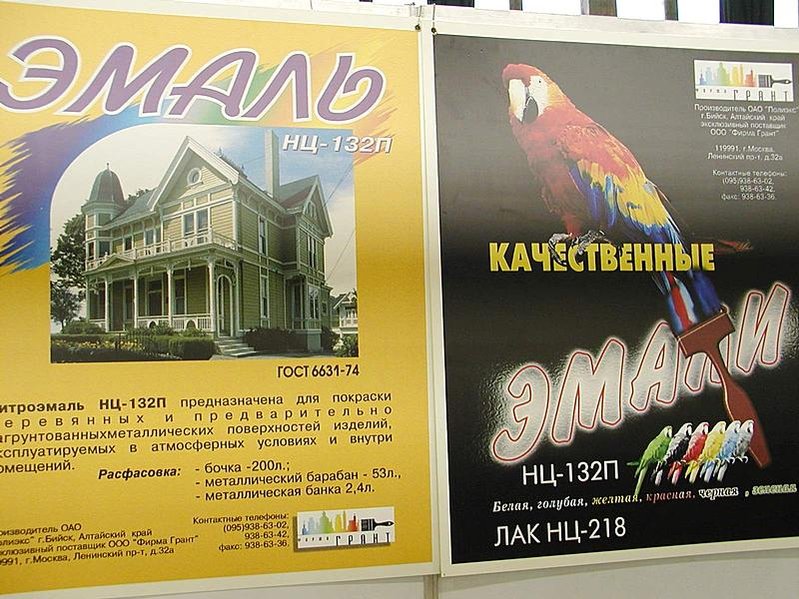 ЭМАЛЬ
НЦ-132П
ГОСТ 6631-74
итроэмаль НЦ-132П предназначена для покраски
еревянных и предварительно
агрунтованныхметаллических поверхностей изделий,
ксплуатируемых в атмосферных условиях и внутри
омещений.
Расфасовка: - бочка -200л.;
- металлический барабан - 53л.,
- металлическая банка 2,4л.
роизводитель ОАО
олиэкс" г.Бийск, Алтайский край
склюзивный поставщик ООО "Фирма Грант"
9991, г.Москва, Ленинский пр-т, д.32а
Контактные телефоны:
(095)938-63-02,
938-63-42,
факс: 938-63-36.
фирма ГРАНТ
фирма ГРАНТ
Производитель ОАО "Полиэкс"
г.Бийск, Алтайский край
эксклюзивный поставщик
ООО "Фирма Грант"
119991, г.Москва,
Ленинский пр-т, д.32а
Контактные телефоны:
(095)938-63-02,
938-63-42,
факс: 938-63-36.
КАЧЕСТВЕННЫЕ
ЭМАЛИ
НЦ-132П
Белая, голубая, желтая, красная, черная , зеленая
ЛАК НЦ-218